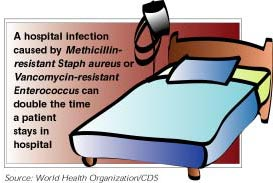 A hospital infection
caused by Methicillin-
resistant Staph aureus or
Vancomycin-resistant
Enterococcus can
double the time
a patient
stays in
hospital
Source: World Health Organization/CDS